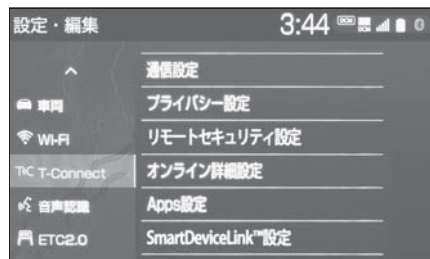 設定・編集 3:44 DCM
通信設定
車両 プライバシー設定
Wi-Fi リモートセキュリティ設定
T-Connect オンライン詳細設定
音声認識 Apps設定
ETC2.0 SmartDeviceLink™設定